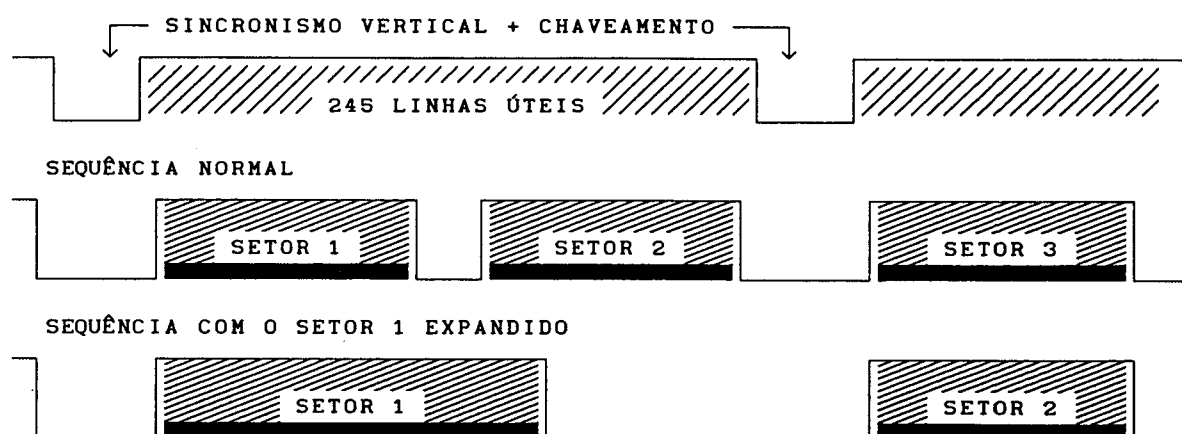 SINCRONISMO VERTICAL + CHAVEAMENTO
245 LINHAS ÚTEIS
SEQUÊNCIA NORMAL
SETOR 1 SETOR 2 SETOR 3
SEQUÊNCIA COM O SETOR 1 EXPANDIDO
SETOR 1 SETOR 2